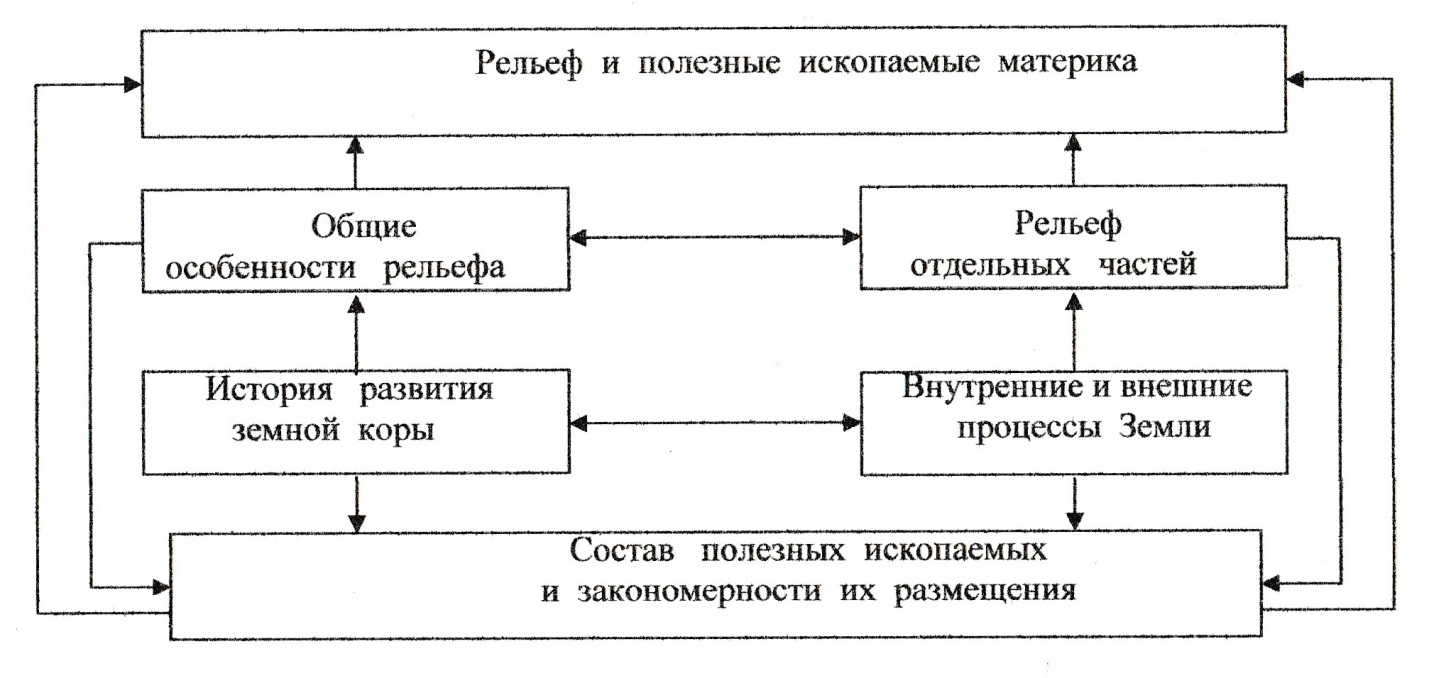 Рельеф и полезные ископаемые материка
Общие
особенности рельефа
Рельеф
отдельных частей
История развития
земной коры
Внутренние и внешние
процессы Земли
Состав полезных ископаемых
и закономерности их размещения